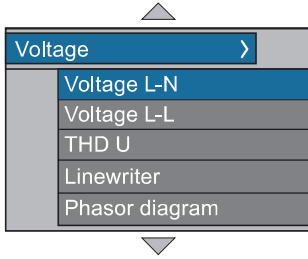 Voltage
Voltage L-N
Voltage L-L
THD U
Linewriter
Phasor diagram